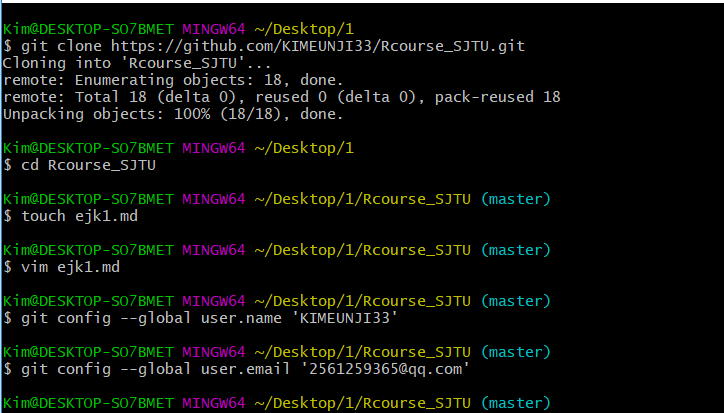 Kim@DESKTOP-SO7BMET MINGW64 ~/Desktop/1
$ git clone https://github.com/KIMEUNJI33/Rcourse_SJTU.git
Cloning into 'Rcourse_SJTU'...
remote: Enumerating objects: 18, done.
remote: Total 18 (delta 0), reused 0 (delta 0), pack-reused 18
Unpacking objects: 100% (18/18), done.
Kim@DESKTOP-SO7BMET MINGW64 ~/Desktop/1
$ cd Rcourse_SJTU
Kim@DESKTOP-SO7BMET MINGW64 ~/Desktop/1/Rcourse_SJTU (master)
$ touch ejk1.md
Kim@DESKTOP-SO7BMET MINGW64 ~/Desktop/1/Rcourse_SJTU (master)
$ vim ejk1.md
Kim@DESKTOP-SO7BMET MINGW64 ~/Desktop/1/Rcourse_SJTU (master)
$ git config --global user.name 'KIMEUNJI33'
Kim@DESKTOP-SO7BMET MINGW64 ~/Desktop/1/Rcourse_SJTU (master)
$ git config --global user.email '2561259365@qq.com'
Kim@DESKTOP-SO7BMET MINGW64 ~/Desktop/1/Rcourse_SJTU (master)